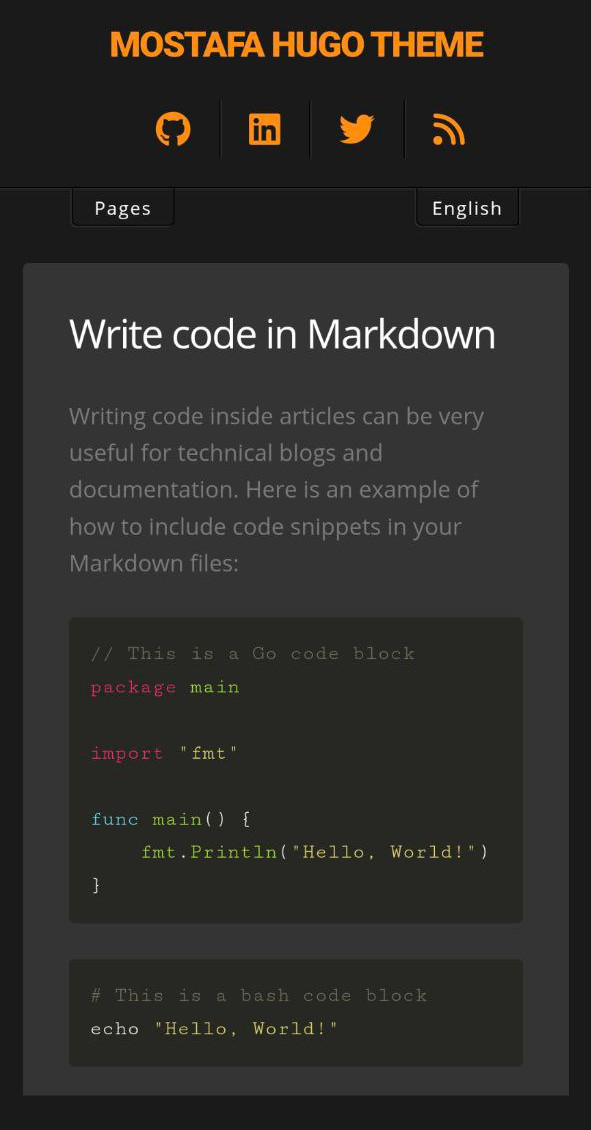 MOSTAFA HUGO THEME
Pages
English
Write code in Markdown
Writing code inside articles can be very
useful for technical blogs and
documentation. Here is an example of
how to include code snippets in your
Markdown files:
// This is a Go code block
package main
import "fmt"
func main() {
    fmt.Println("Hello, World!")
}
# This is a bash code block
echo "Hello, World!"